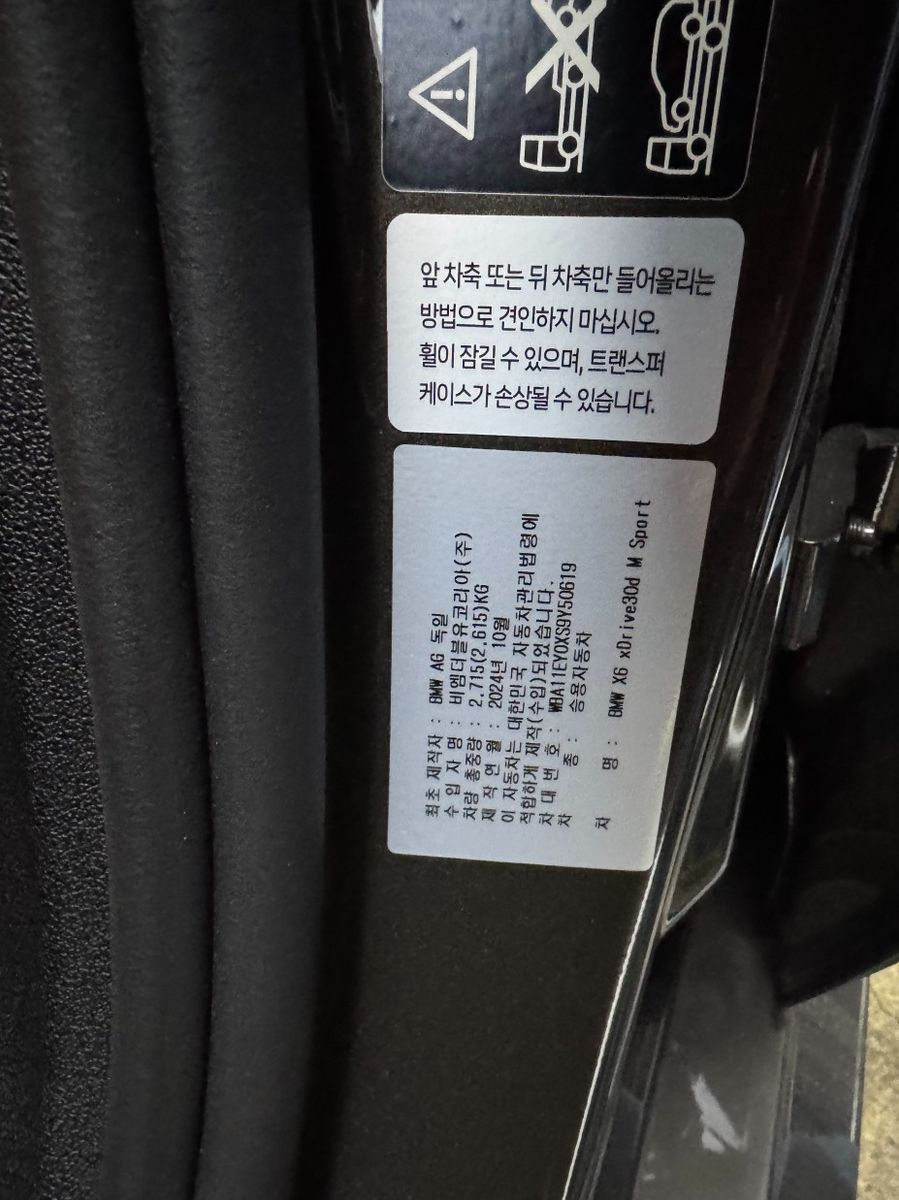 앞 차축 또는 뒤 차축만 들어올리는
방법으로 견인하지 마십시오.
휠이 잠길 수 있으며, 트랜스퍼
케이스가 손상될 수 있습니다.
최초 제작자 : BMW AG 독일
수 입 자 명 : 비엠더블유코리아(주)
차량 총중량 : 2,715(2,615)KG
제 작 연 월 : 2024년 10월
이 자동차는 대한민국 자동차관리법령에
적합하게 제작(수입)되었습니다.
차 대 번 호 : WBA11EY0XS9Y50619
차 종 : 승용자동차
차 명 : BMW X6 xDrive30d M Sport